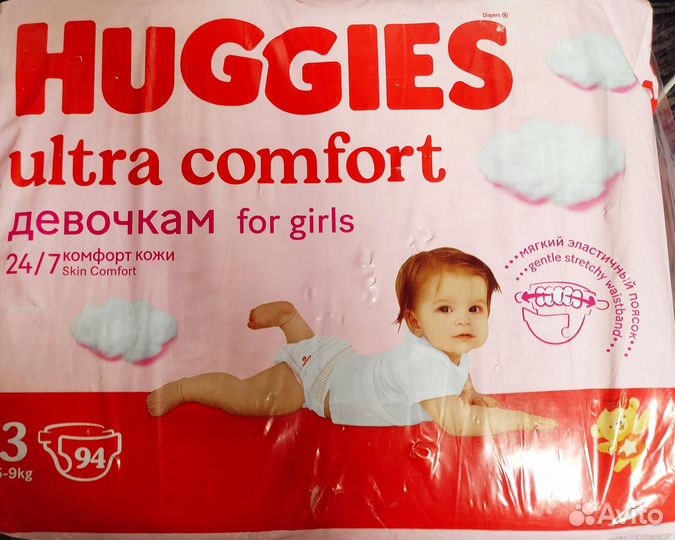 Diapers ®
HUGGIES
ultra comfort
девочкам for girls
24/7 комфорт кожи
Skin Comfort
мягкий эластичный поясок
gentle stretchy waistband
HUGGIES
3
94
-9kg
Avito